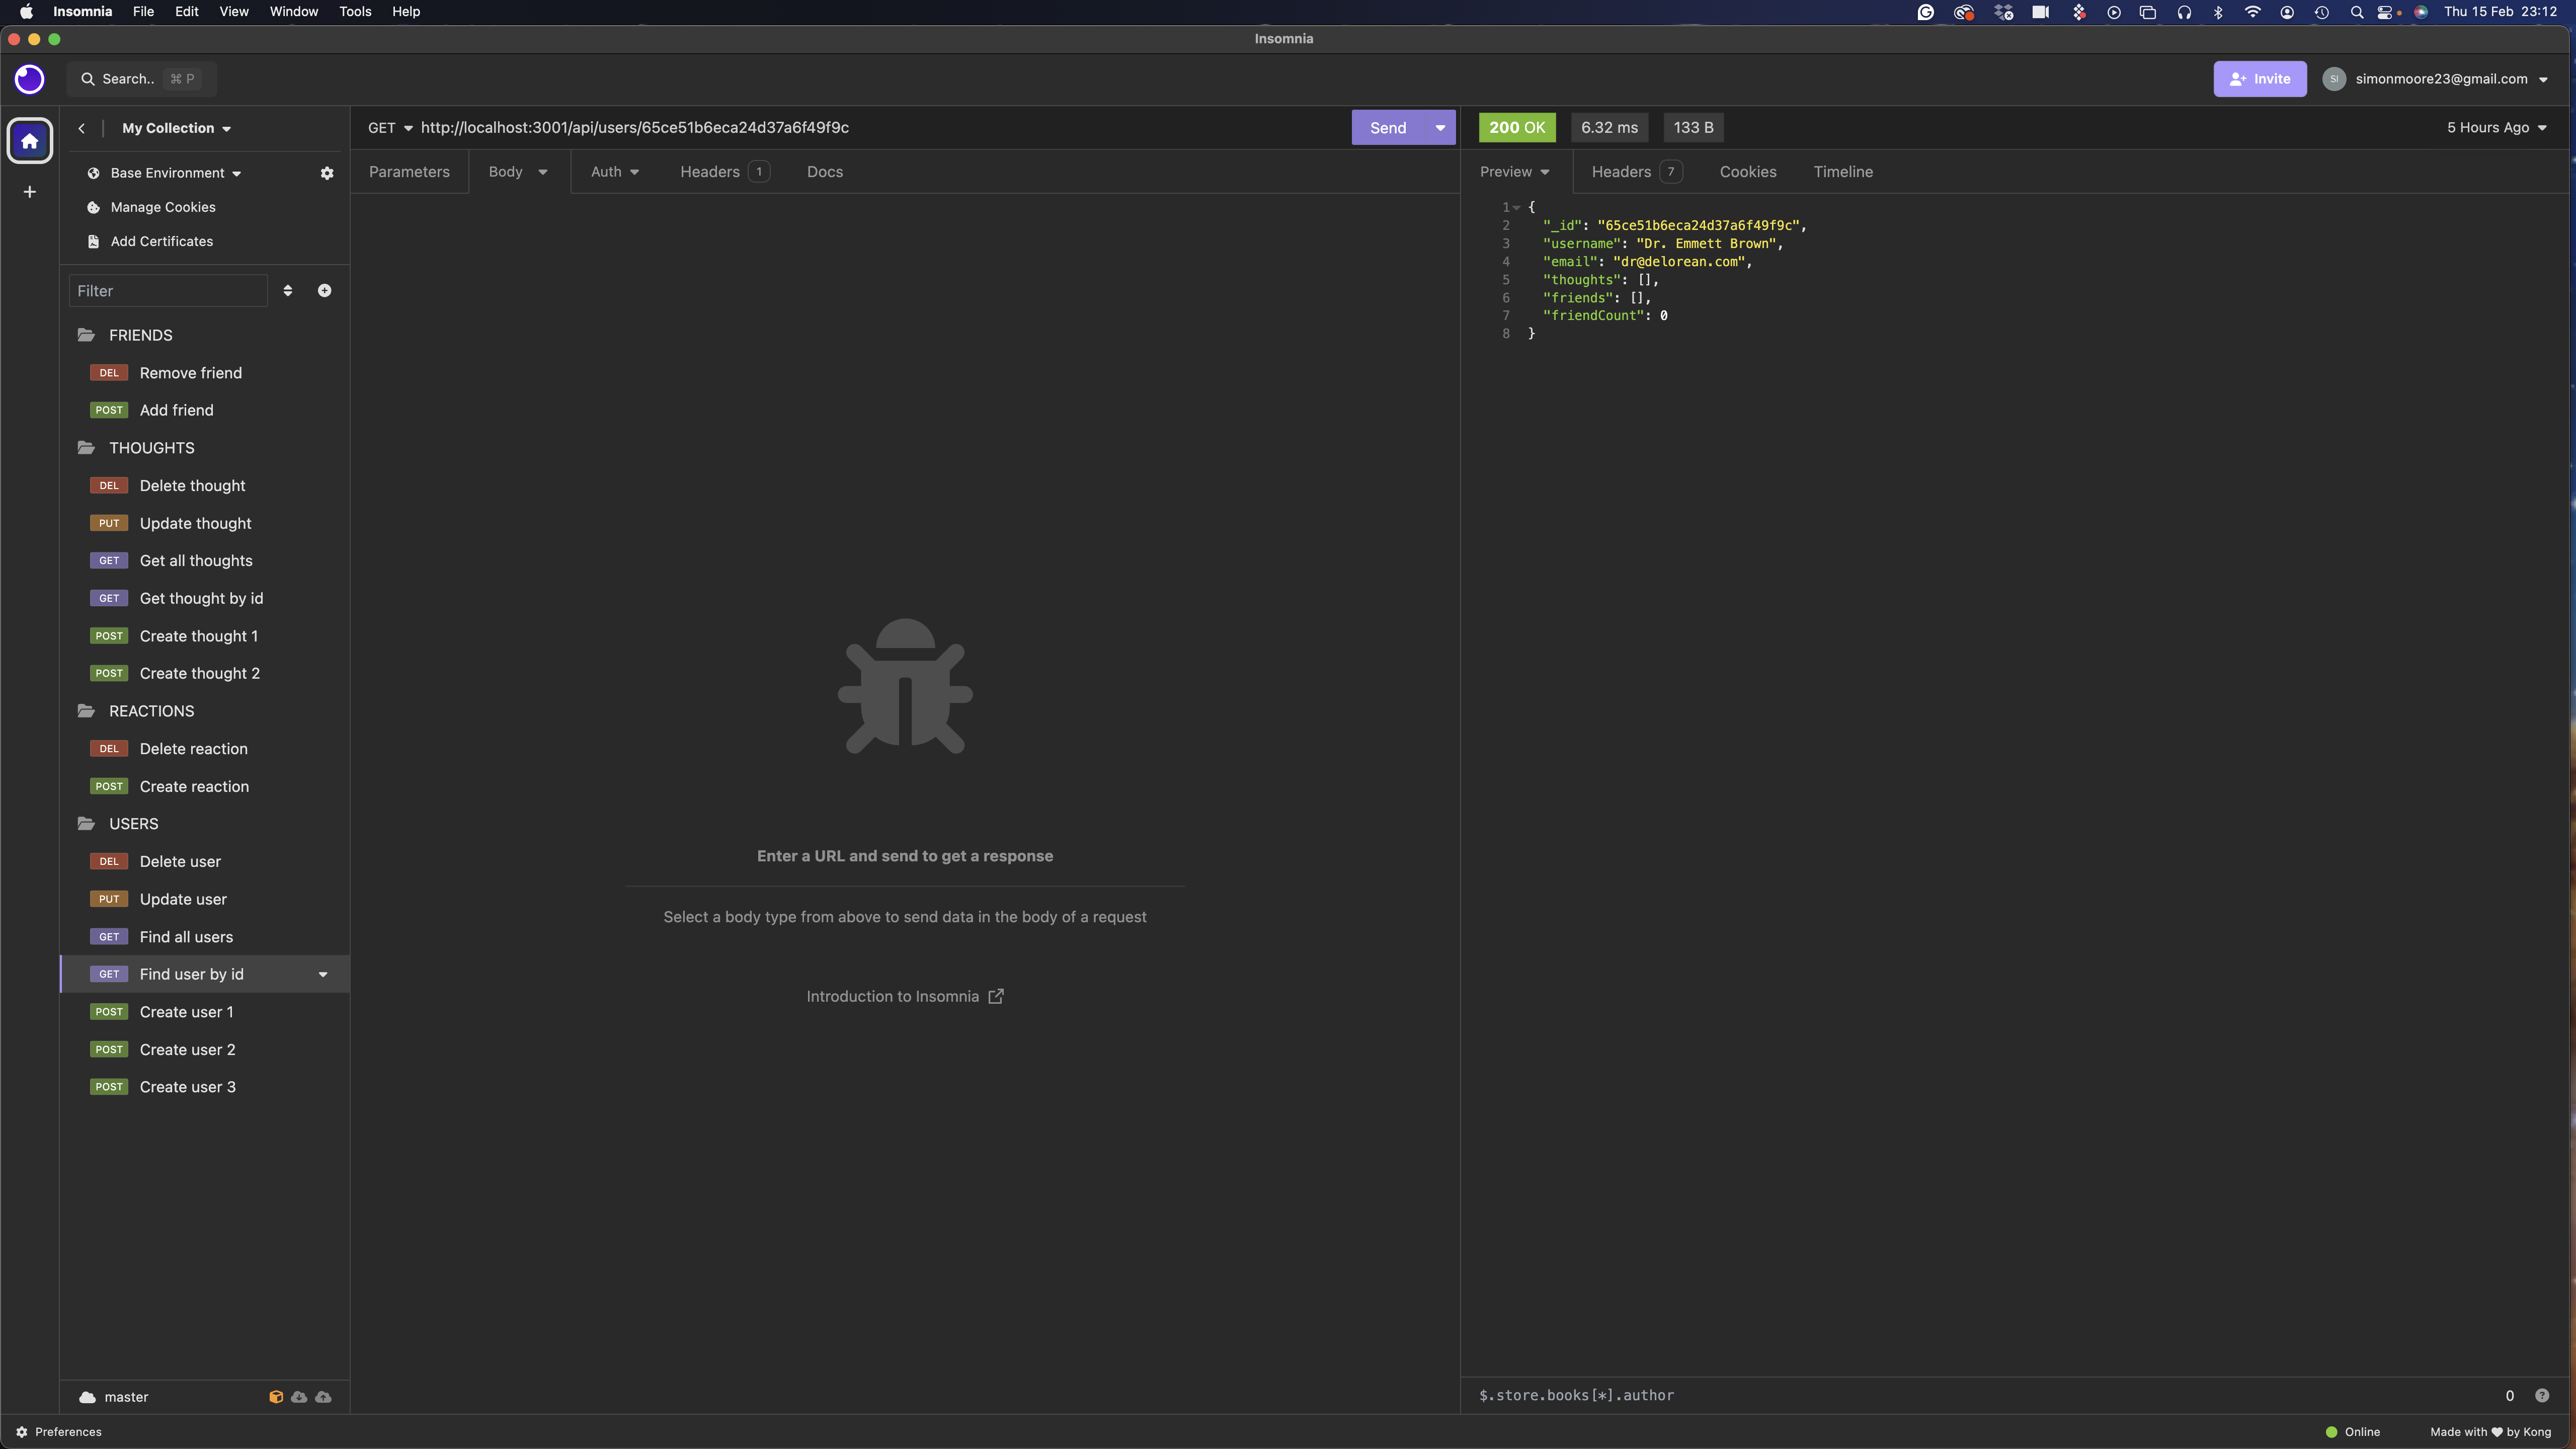 Insomnia File Edit View Window Tools Help
Thu 15 Feb 23:12
Insomnia
Search.. ⌘ P
Invite
SI
simonmoore23@gmail.com
My Collection
Base Environment
Manage Cookies
Add Certificates
Filter
FRIENDS
DEL Remove friend
POST Add friend
THOUGHTS
DEL Delete thought
PUT Update thought
GET Get all thoughts
GET Get thought by id
POST Create thought 1
POST Create thought 2
REACTIONS
DEL Delete reaction
POST Create reaction
USERS
DEL Delete user
PUT Update user
GET Find all users
GET Find user by id
POST Create user 1
POST Create user 2
POST Create user 3
master
GET http://localhost:3001/api/users/65ce51b6eca24d37a6f49f9c
Send
Parameters Body Auth Headers 1 Docs
Enter a URL and send to get a response
Select a body type from above to send data in the body of a request
Introduction to Insomnia
200 OK 6.32 ms 133 B
5 Hours Ago
Preview Headers 7 Cookies Timeline
1 {
2 "_id": "65ce51b6eca24d37a6f49f9c",
3 "username": "Dr. Emmett Brown",
4 "email": "dr@delorean.com",
5 "thoughts": [],
6 "friends": [],
7 "friendCount": 0
8 }
$.store.books[*].author
0 ?
Preferences
Online
Made with ♥ by Kong